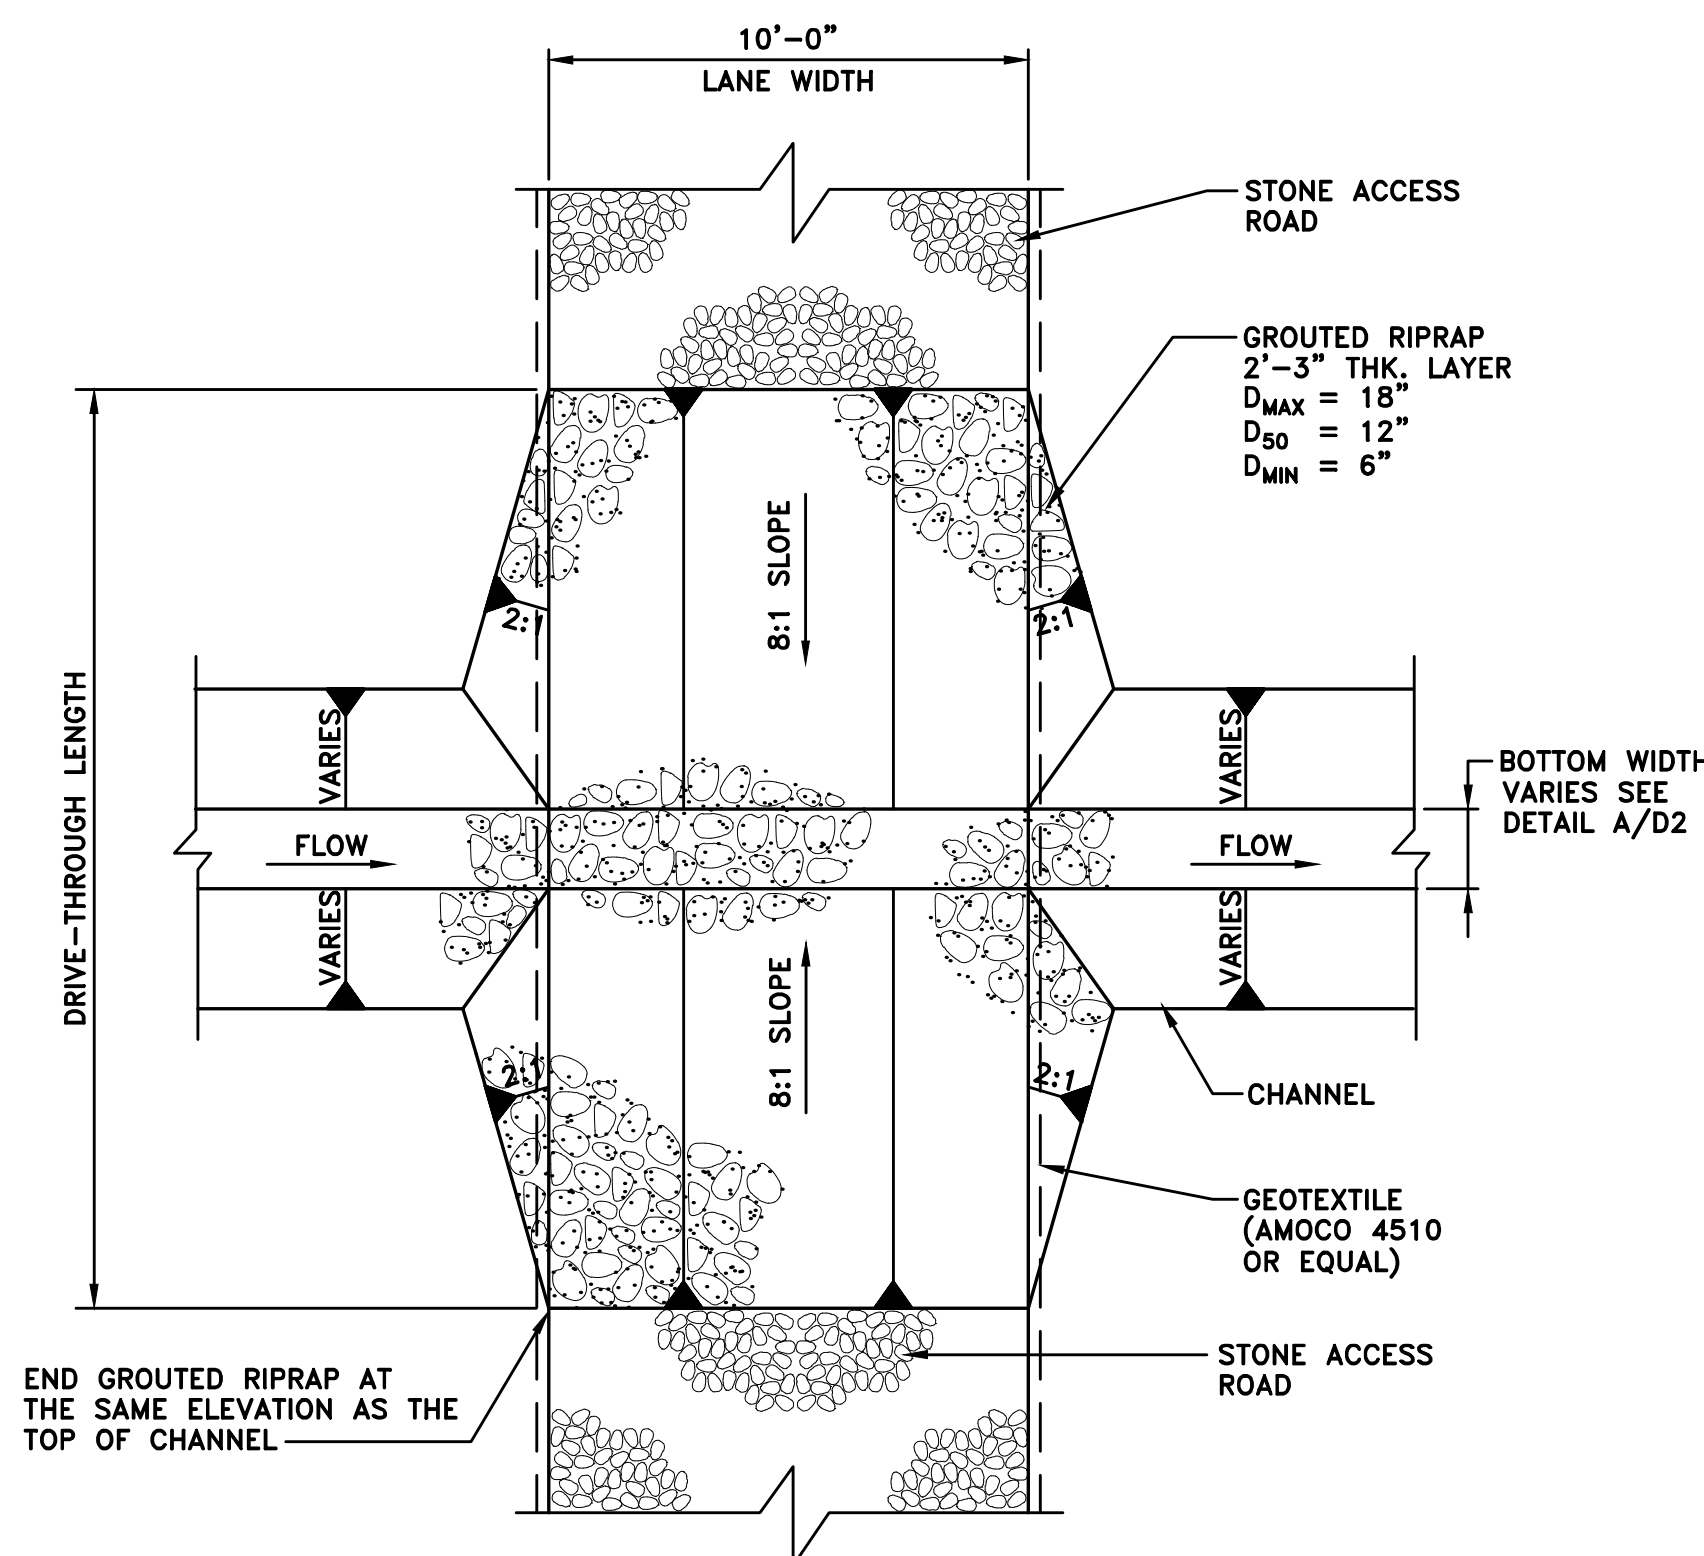 10'-0"
LANE WIDTH
STONE ACCESS
ROAD
GROUTED RIPRAP
2'-3" THK. LAYER
DMAX = 18"
D50 = 12"
DMIN = 6"
8:1 SLOPE
2:1
2:1
DRIVE-THROUGH LENGTH
VARIES
VARIES
BOTTOM WIDTH
VARIES SEE
DETAIL A/D2
FLOW
FLOW
VARIES
VARIES
8:1 SLOPE
2:1
2:1
CHANNEL
GEOTEXTILE
(AMOCO 4510
OR EQUAL)
STONE ACCESS
ROAD
END GROUTED RIPRAP AT
THE SAME ELEVATION AS THE
TOP OF CHANNEL